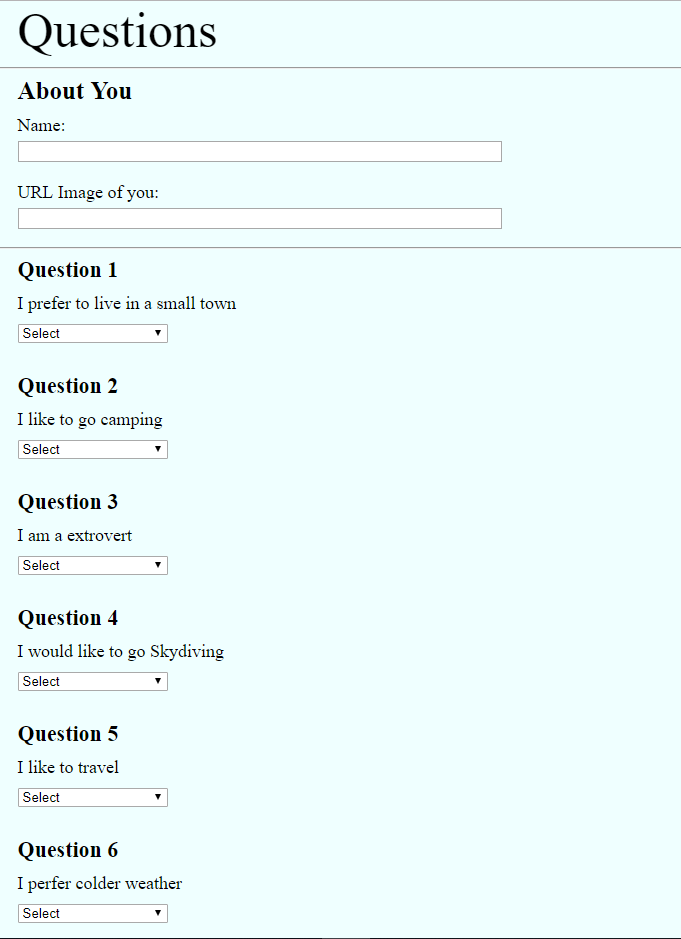 Questions
About You
Name:
URL Image of you:
Question 1
I prefer to live in a small town
Select
Question 2
I like to go camping
Select
Question 3
I am a extrovert
Select
Question 4
I would like to go Skydiving
Select
Question 5
I like to travel
Select
Question 6
I perfer colder weather
Select